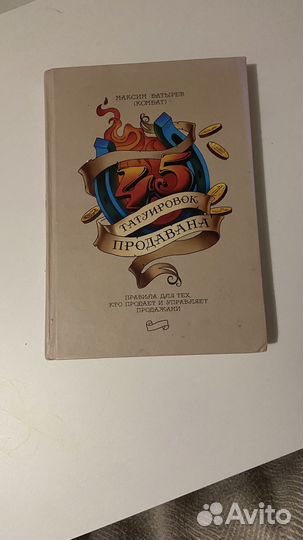 МАКСИМ БАТЫРЕВ
(КОМБАТ)
45
ТАТУИРОВОК
ПРОДАВАНА
ПРАВИЛА ДЛЯ ТЕХ,
КТО ПРОДАЕТ И УПРАВЛЯЕТ
ПРОДАЖАМИ
Avito